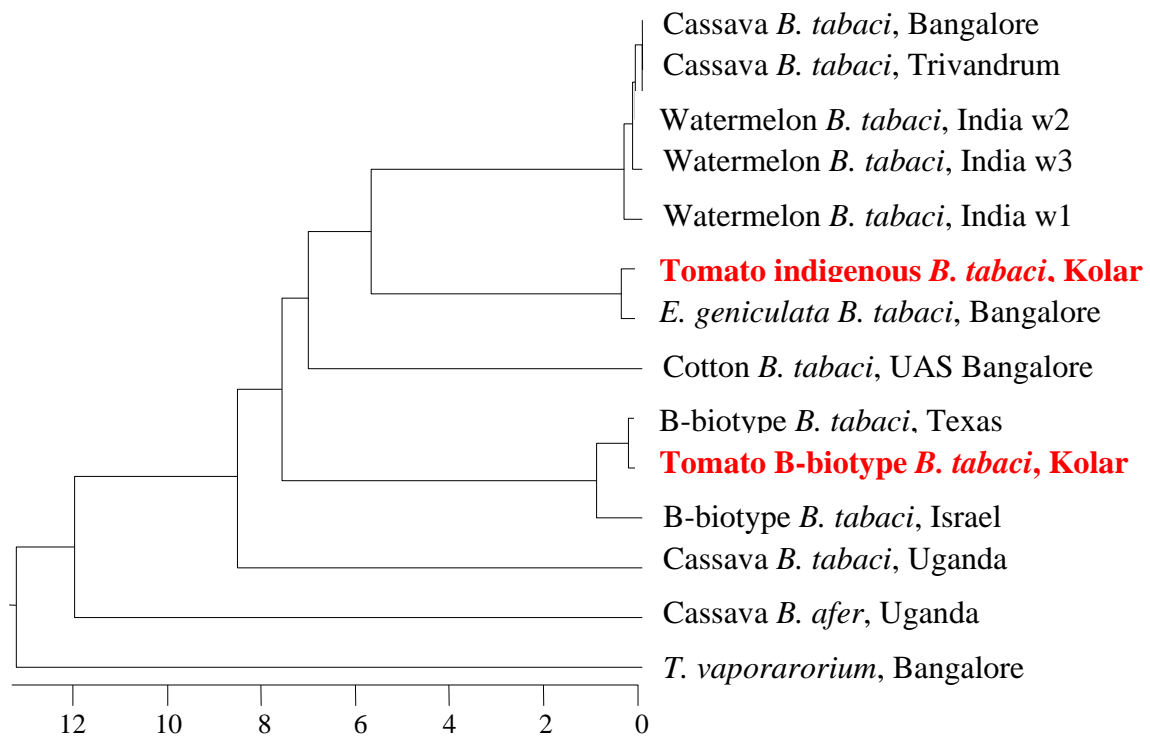 Cassava B. tabaci, Bangalore
Cassava B. tabaci, Trivandrum
Watermelon B. tabaci, India w2
Watermelon B. tabaci, India w3
Watermelon B. tabaci, India w1
Tomato indigenous B. tabaci, Kolar
E. geniculata B. tabaci, Bangalore
Cotton B. tabaci, UAS Bangalore
B-biotype B. tabaci, Texas
Tomato B-biotype B. tabaci, Kolar
B-biotype B. tabaci, Israel
Cassava B. tabaci, Uganda
Cassava B. afer, Uganda
T. vaporarorium, Bangalore
12 10 8 6 4 2 0